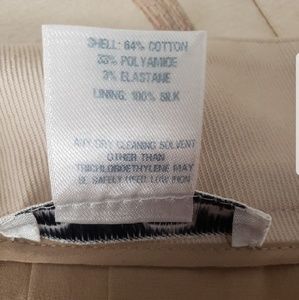 SHELL: 64% COTTON
33% POLYAMIDE
3% ELASTANE
LINING: 100% SILK
ANY DRY CLEANING SOLVENT
OTHER THAN
TRICHLOROETHYLENE MAY
BE SAFELY USED, LOW IRON